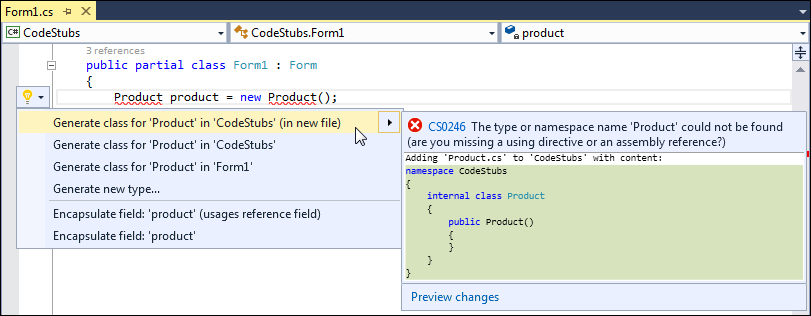 Form1.cs
CodeStubs
CodeStubs.Form1
product
3 references
public partial class Form1 : Form
{
Product product = new Product();
Generate class for 'Product' in 'CodeStubs' (in new file)
Generate class for 'Product' in 'CodeStubs'
Generate class for 'Product' in 'Form1'
Generate new type...
Encapsulate field: 'product' (usages reference field)
Encapsulate field: 'product'
CS0246 The type or namespace name 'Product' could not be found
(are you missing a using directive or an assembly reference?)
Adding 'Product.cs' to 'CodeStubs' with content:
namespace CodeStubs
{
internal class Product
{
public Product()
{
}
}
}
Preview changes